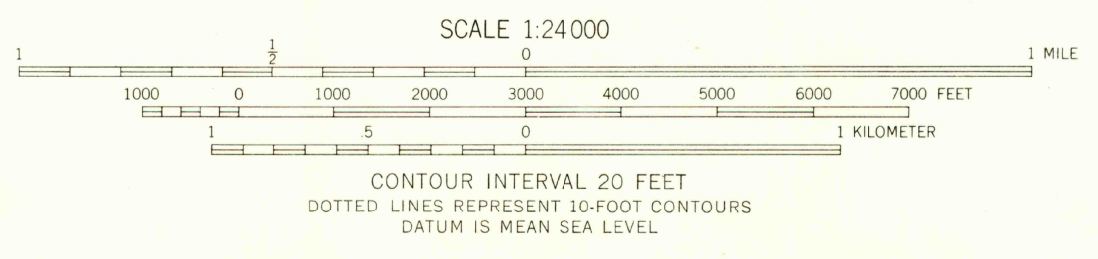 SCALE 1:24 000
1 ½ 0 1 MILE
1000 0 1000 2000 3000 4000 5000 6000 7000 FEET
1 .5 0 1 KILOMETER
CONTOUR INTERVAL 20 FEET
DOTTED LINES REPRESENT 10-FOOT CONTOURS
DATUM IS MEAN SEA LEVEL